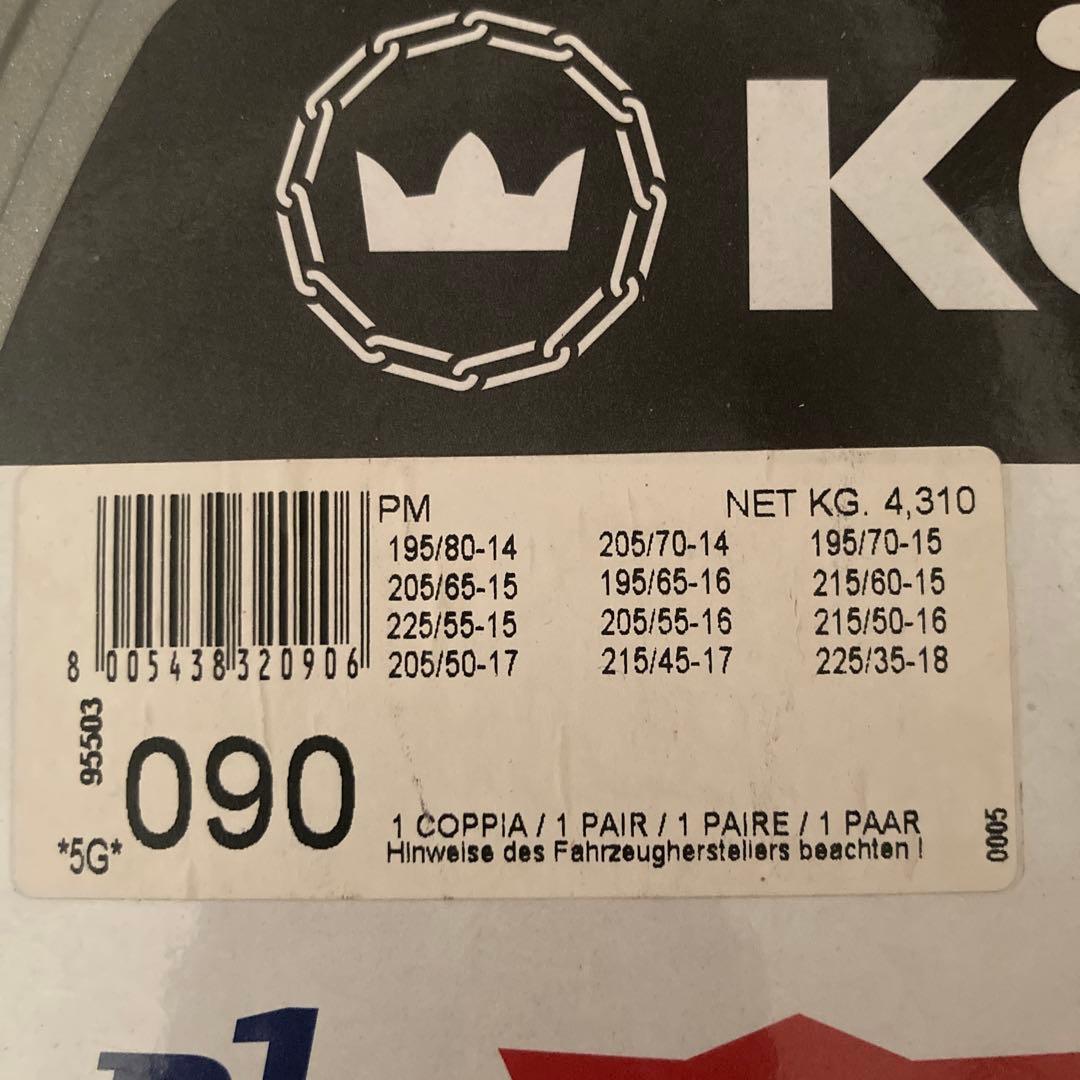 PM NET KG. 4,310
195/80-14 205/70-14 195/70-15
205/65-15 195/65-16 215/60-15
225/55-15 205/55-16 215/50-16
205/50-17 215/45-17 225/35-18
8 005438 320906
95503
090
*5G*
1 COPPIA / 1 PAIR / 1 PAIRE / 1 PAAR
Hinweise des Fahrzeugherstellers beachten !
0005